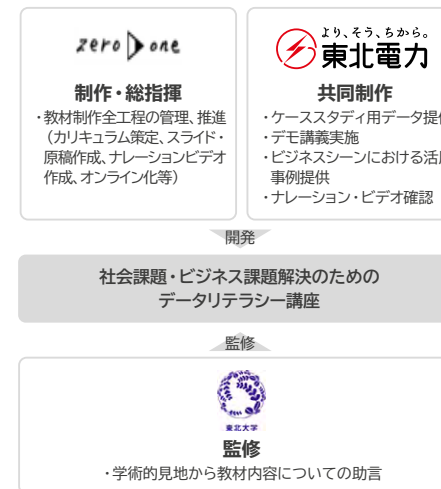 zero one
制作・総指揮
・教材制作全工程の管理、推進
（カリキュラム策定、スライド・
原稿作成、ナレーションビデオ
作成、オンライン化等）
より、そう、ちから。
東北電力
共同制作
・ケーススタディ用データ提
・デモ講義実施
・ビジネスシーンにおける活
事例提供
・ナレーション・ビデオ確認
開発
社会課題・ビジネス課題解決のための
データリテラシー講座
監修
東北大学
監修
・学術的見地から教材内容についての助言